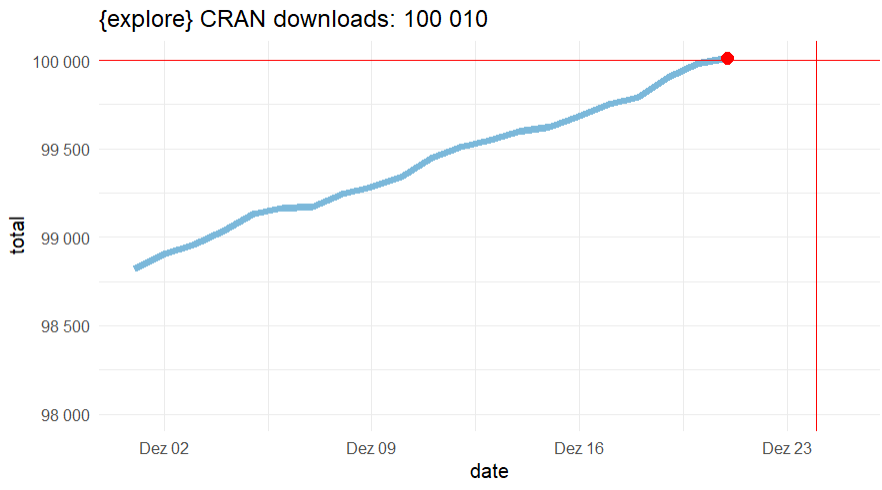 {explore} CRAN downloads: 100 010
100 000
99 500
99 000
98 500
98 000
total
Dez 02
Dez 09
Dez 16
Dez 23
date